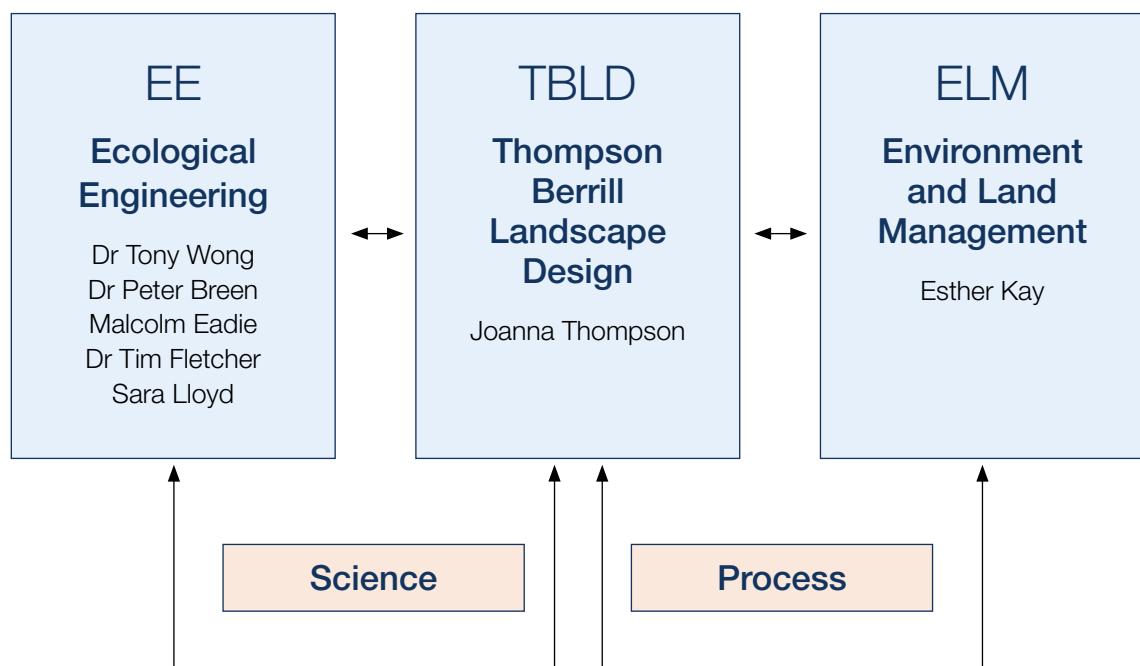 EE
Ecological
Engineering
Dr Tony Wong
Dr Peter Breen
Malcolm Eadie
Dr Tim Fletcher
Sara Lloyd
TBLD
Thompson
Berrill
Landscape
Design
Joanna Thompson
ELM
Environment
and Land
Management
Esther Kay
Science
Process